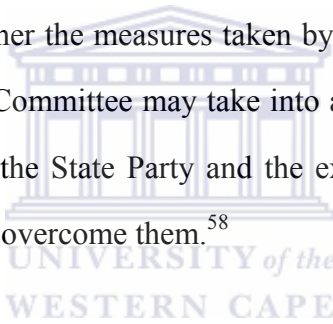 her the measures taken by
Committee may take into a
the State Party and the ex
overcome them.58
UNIVERSITY of the
WESTERN CAPE